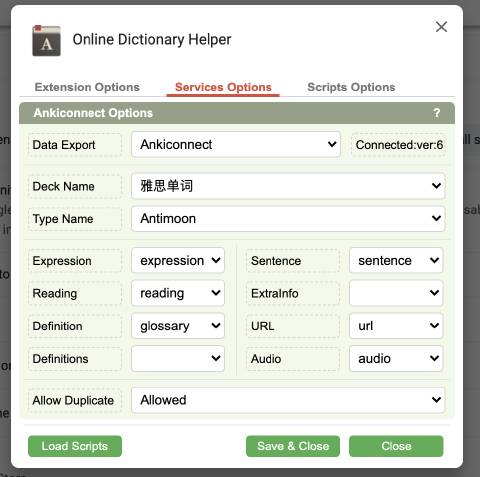 Online Dictionary Helper
Extension Options Services Options Scripts Options
Ankiconnect Options ?
Data Export Ankiconnect Connected:ver:6
Deck Name 雅思单词
Type Name Antimoon
Expression expression Sentence sentence
Reading reading ExtraInfo
Definition glossary URL url
Definitions Audio audio
Allow Duplicate Allowed
Load Scripts Save & Close Close